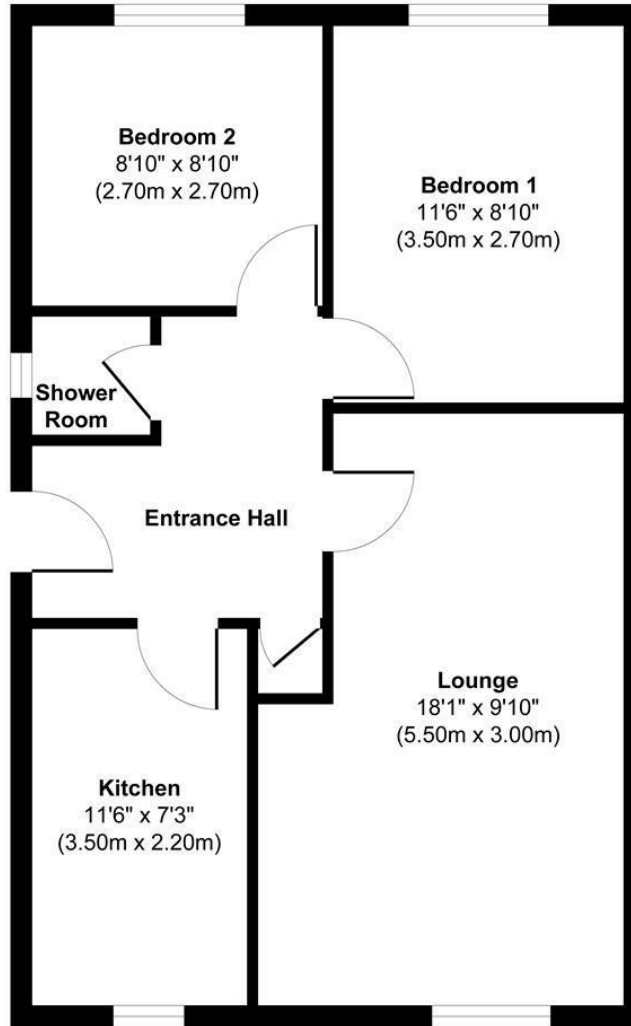 Bedroom 2
8'10" x 8'10"
(2.70m x 2.70m)
Bedroom 1
11'6" x 8'10"
(3.50m x 2.70m)
Shower
Room
Entrance Hall
Lounge
18'1" x 9'10"
(5.50m x 3.00m)
Kitchen
11'6" x 7'3"
(3.50m x 2.20m)